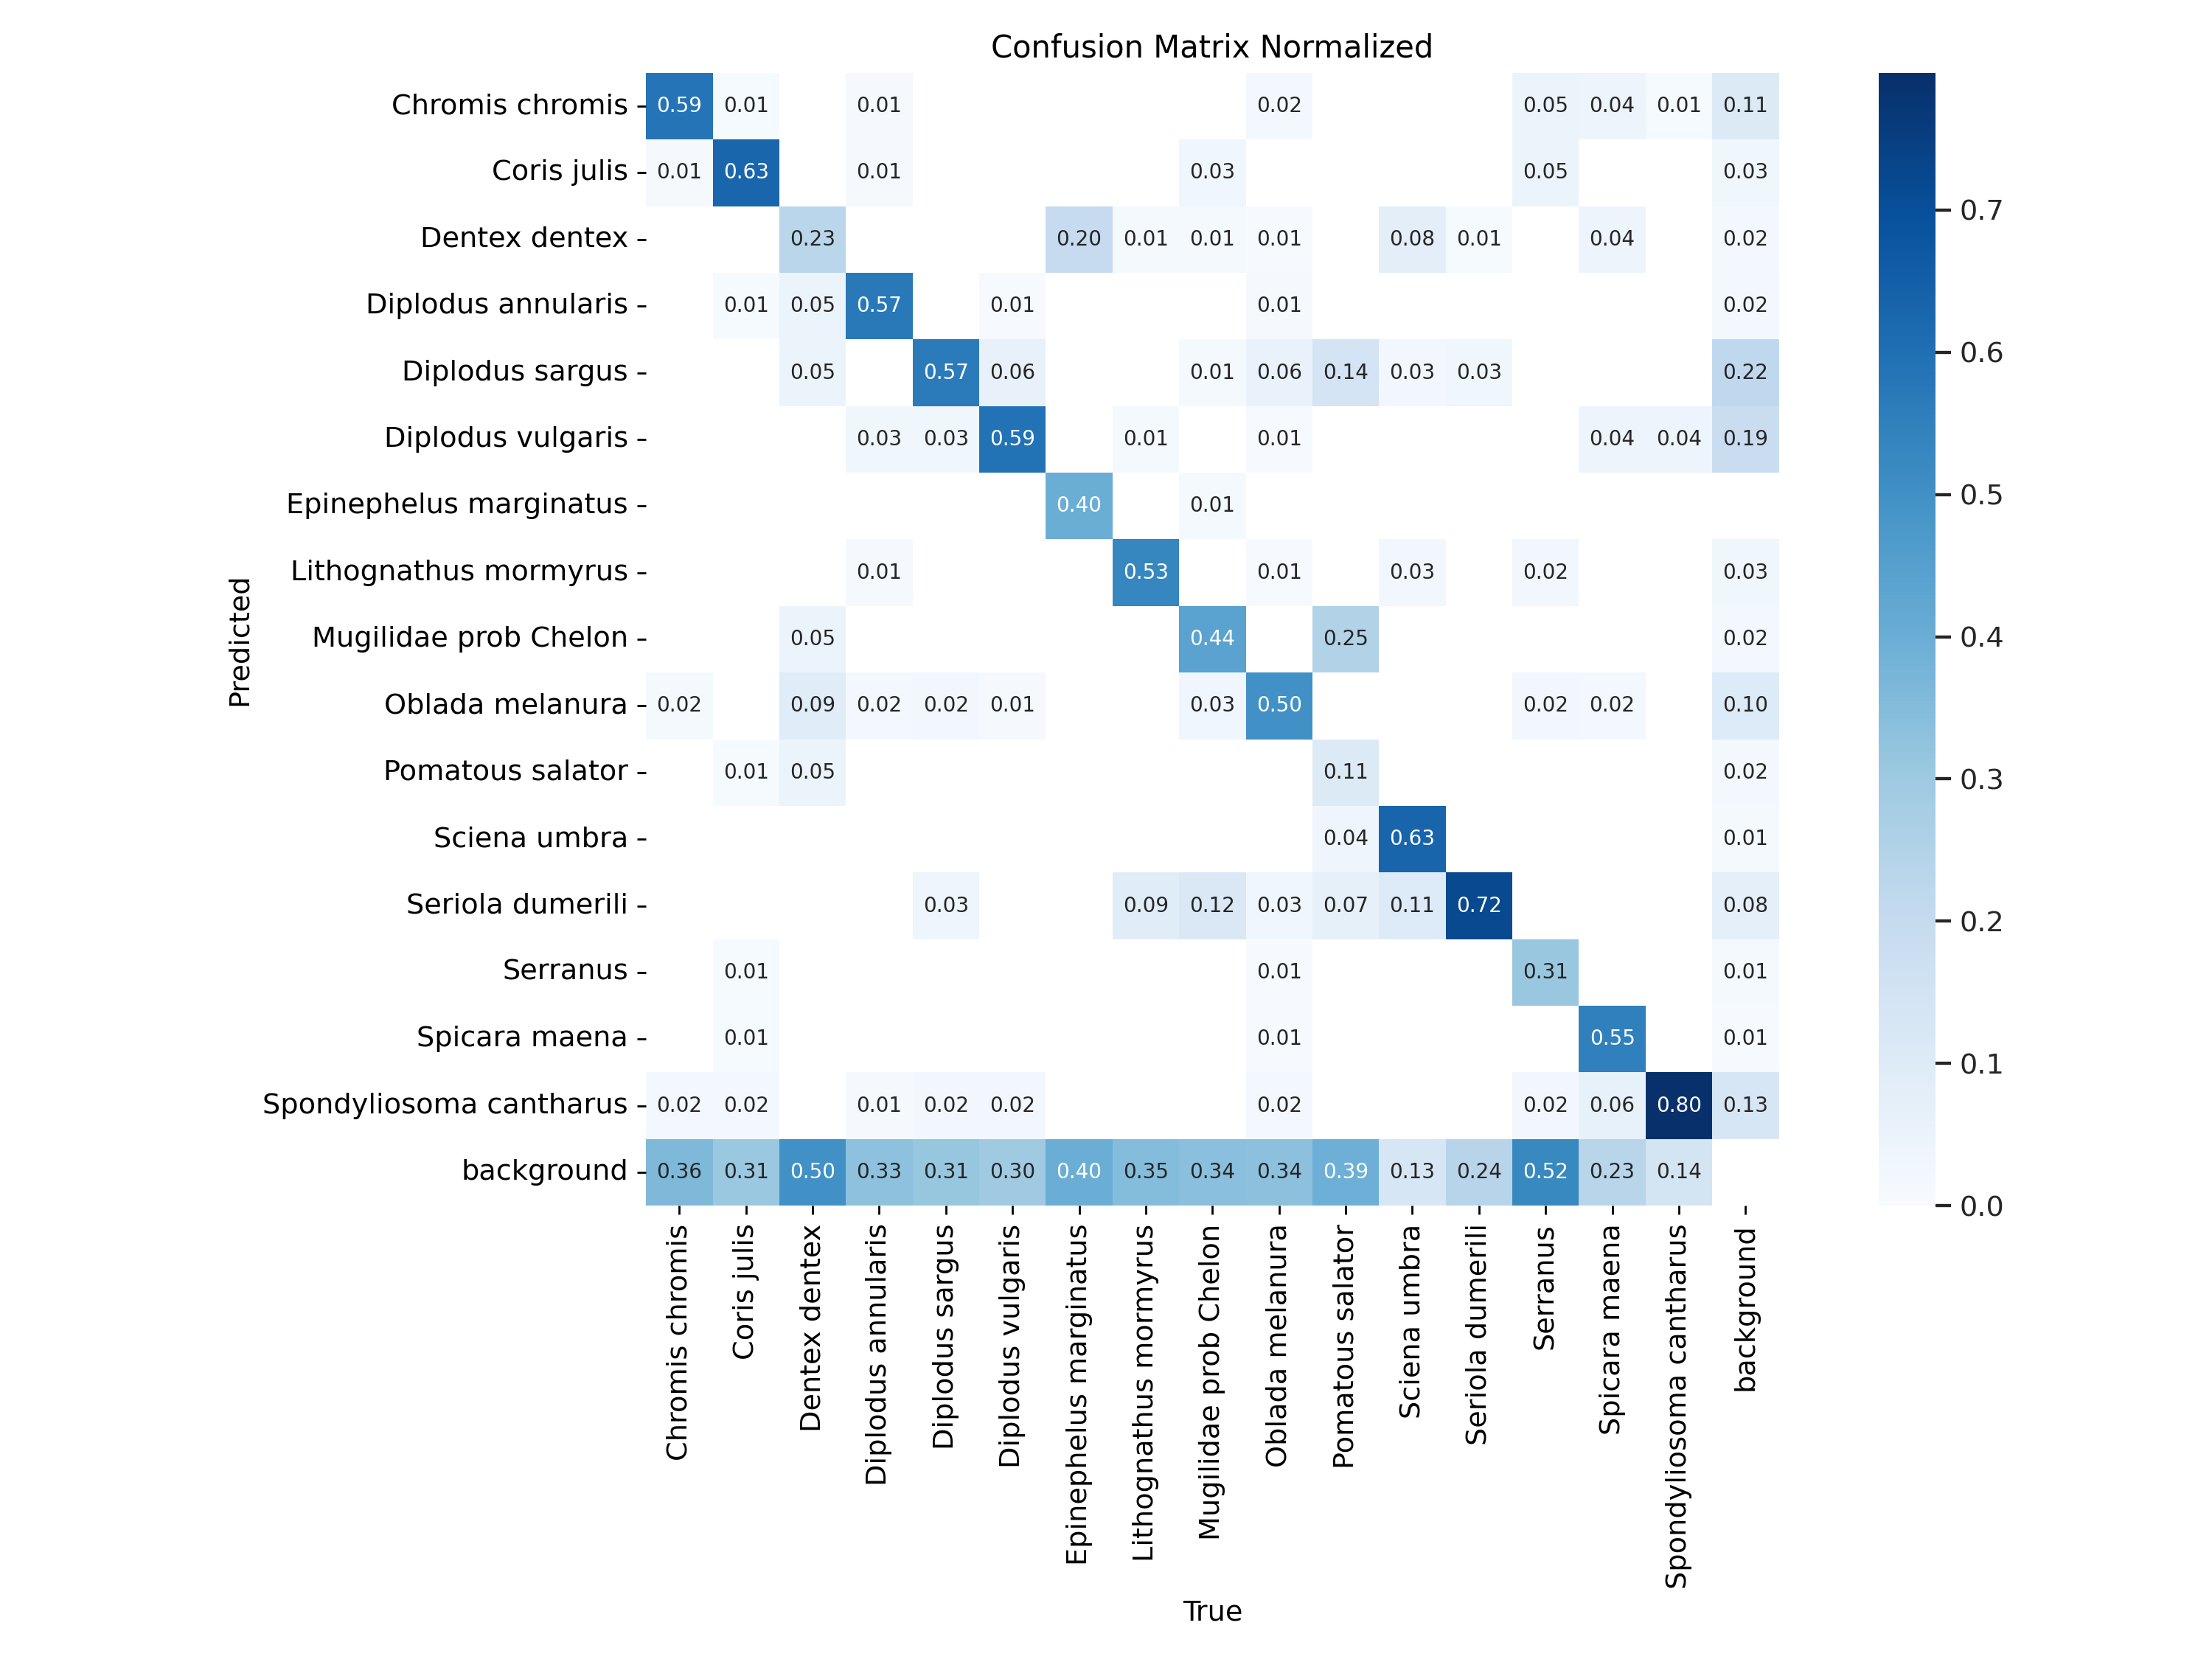 Confusion Matrix Normalized
Chromis chromis 0.59 0.01 0.01 0.02 0.05 0.04 0.01 0.11
Coris julis 0.01 0.63 0.01 0.03 0.05 0.03
Dentex dentex 0.23 0.20 0.01 0.01 0.01 0.08 0.01 0.04 0.02
Diplodus annularis 0.01 0.05 0.57 0.01 0.01 0.02
Diplodus sargus 0.05 0.57 0.06 0.01 0.06 0.14 0.03 0.03 0.22
Diplodus vulgaris 0.03 0.03 0.59 0.01 0.01 0.04 0.04 0.19
Epinephelus marginatus 0.40 0.01
Lithognathus mormyrus 0.01 0.53 0.01 0.03 0.02 0.03
Mugilidae prob Chelon 0.05 0.44 0.25 0.02
Oblada melanura 0.02 0.09 0.02 0.02 0.01 0.03 0.50 0.02 0.02 0.10
Pomatous salator 0.01 0.05 0.11 0.02
Sciena umbra 0.04 0.63 0.01
Seriola dumerili 0.03 0.09 0.12 0.03 0.07 0.11 0.72 0.08
Serranus 0.01 0.01 0.31 0.01
Spicara maena 0.01 0.01 0.55 0.01
Spondyliosoma cantharus 0.02 0.02 0.01 0.02 0.02 0.02 0.02 0.06 0.80 0.13
background 0.36 0.31 0.50 0.33 0.31 0.30 0.40 0.35 0.34 0.34 0.39 0.13 0.24 0.52 0.23 0.14
Predicted
Chromis chromis
Coris julis
Dentex dentex
Diplodus annularis
Diplodus sargus
Diplodus vulgaris
Epinephelus marginatus
Lithognathus mormyrus
Mugilidae prob Chelon
Oblada melanura
Pomatous salator
Sciena umbra
Seriola dumerili
Serranus
Spicara maena
Spondyliosoma cantharus
background
True
0.7
0.6
0.5
0.4
0.3
0.2
0.1
0.0